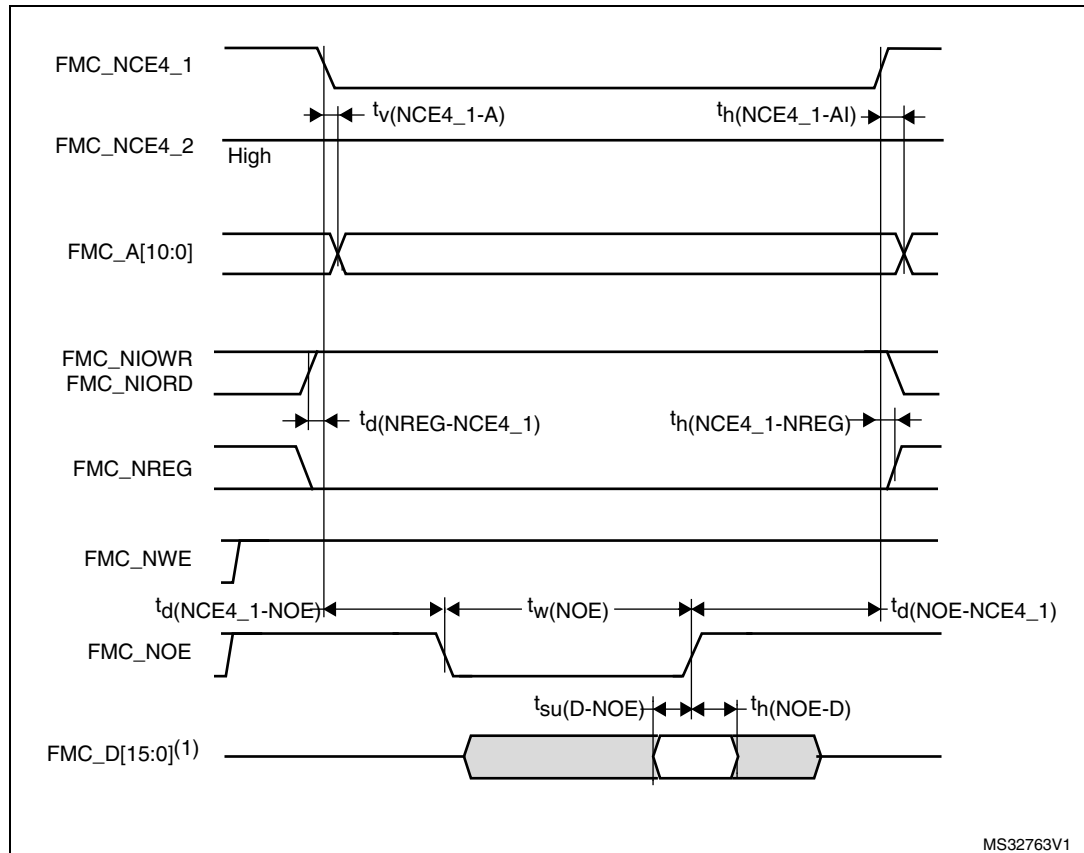 FMC_NCE4_1
tv(NCE4_1-A)
th(NCE4_1-AI)
FMC_NCE4_2
High
FMC_A[10:0]
FMC_NIOWR
FMC_NIORD
td(NREG-NCE4_1)
th(NCE4_1-NREG)
FMC_NREG
FMC_NWE
td(NCE4_1-NOE)
tw(NOE)
td(NOE-NCE4_1)
FMC_NOE
tsu(D-NOE)
th(NOE-D)
FMC_D[15:0](1)
MS32763V1